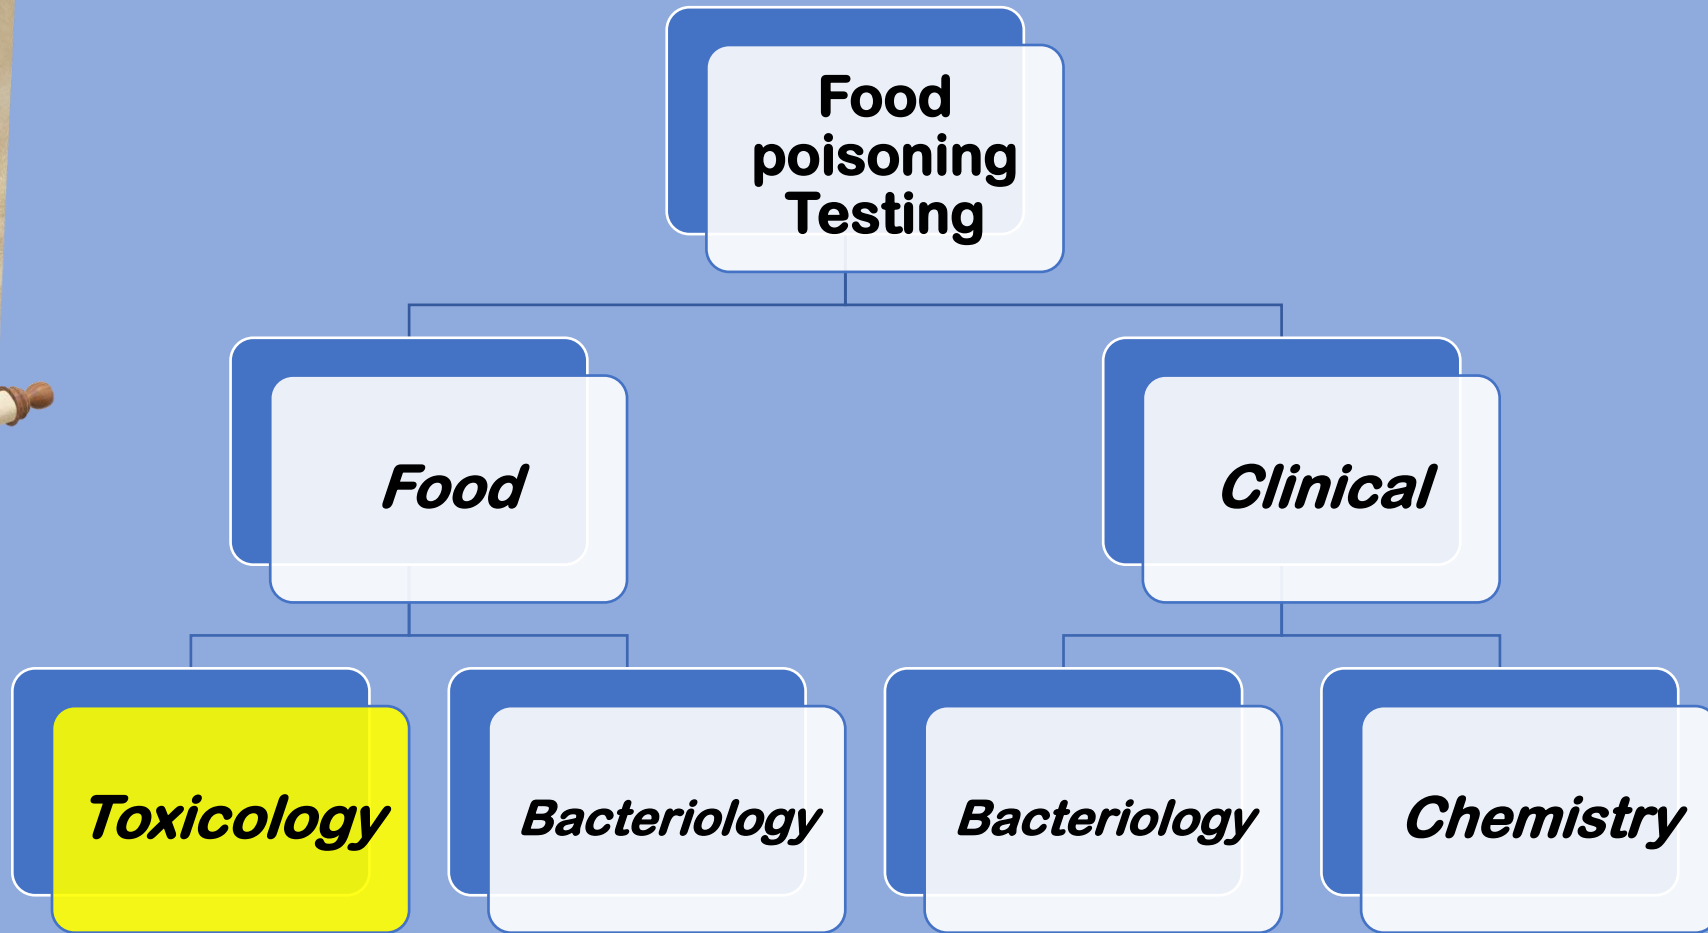 Food
poisoning
Testing
Food
Clinical
Toxicology
Bacteriology
Bacteriology
Chemistry